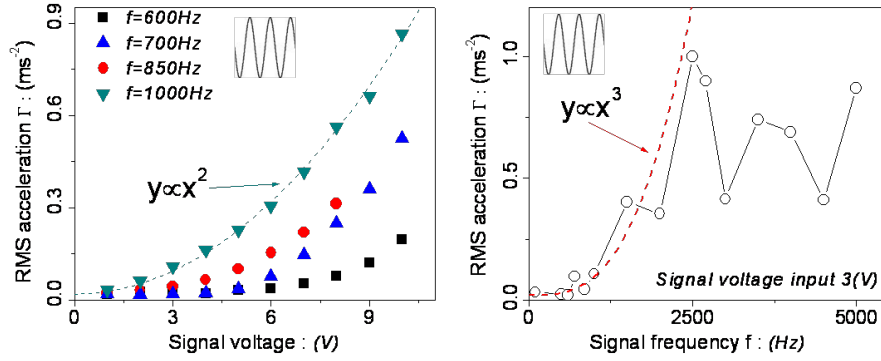 RMS acceleration Γ : (ms⁻²)
0.9
0.6
0.3
0.0
f=600Hz
f=700Hz
f=850Hz
f=1000Hz
y∝x²
0 3 6 9
Signal voltage : (V)
RMS acceleration Γ : (ms⁻²)
1.0
0.5
0.0
y∝x³
Signal voltage input 3(V)
0 2500 5000
Signal frequency f : (Hz)